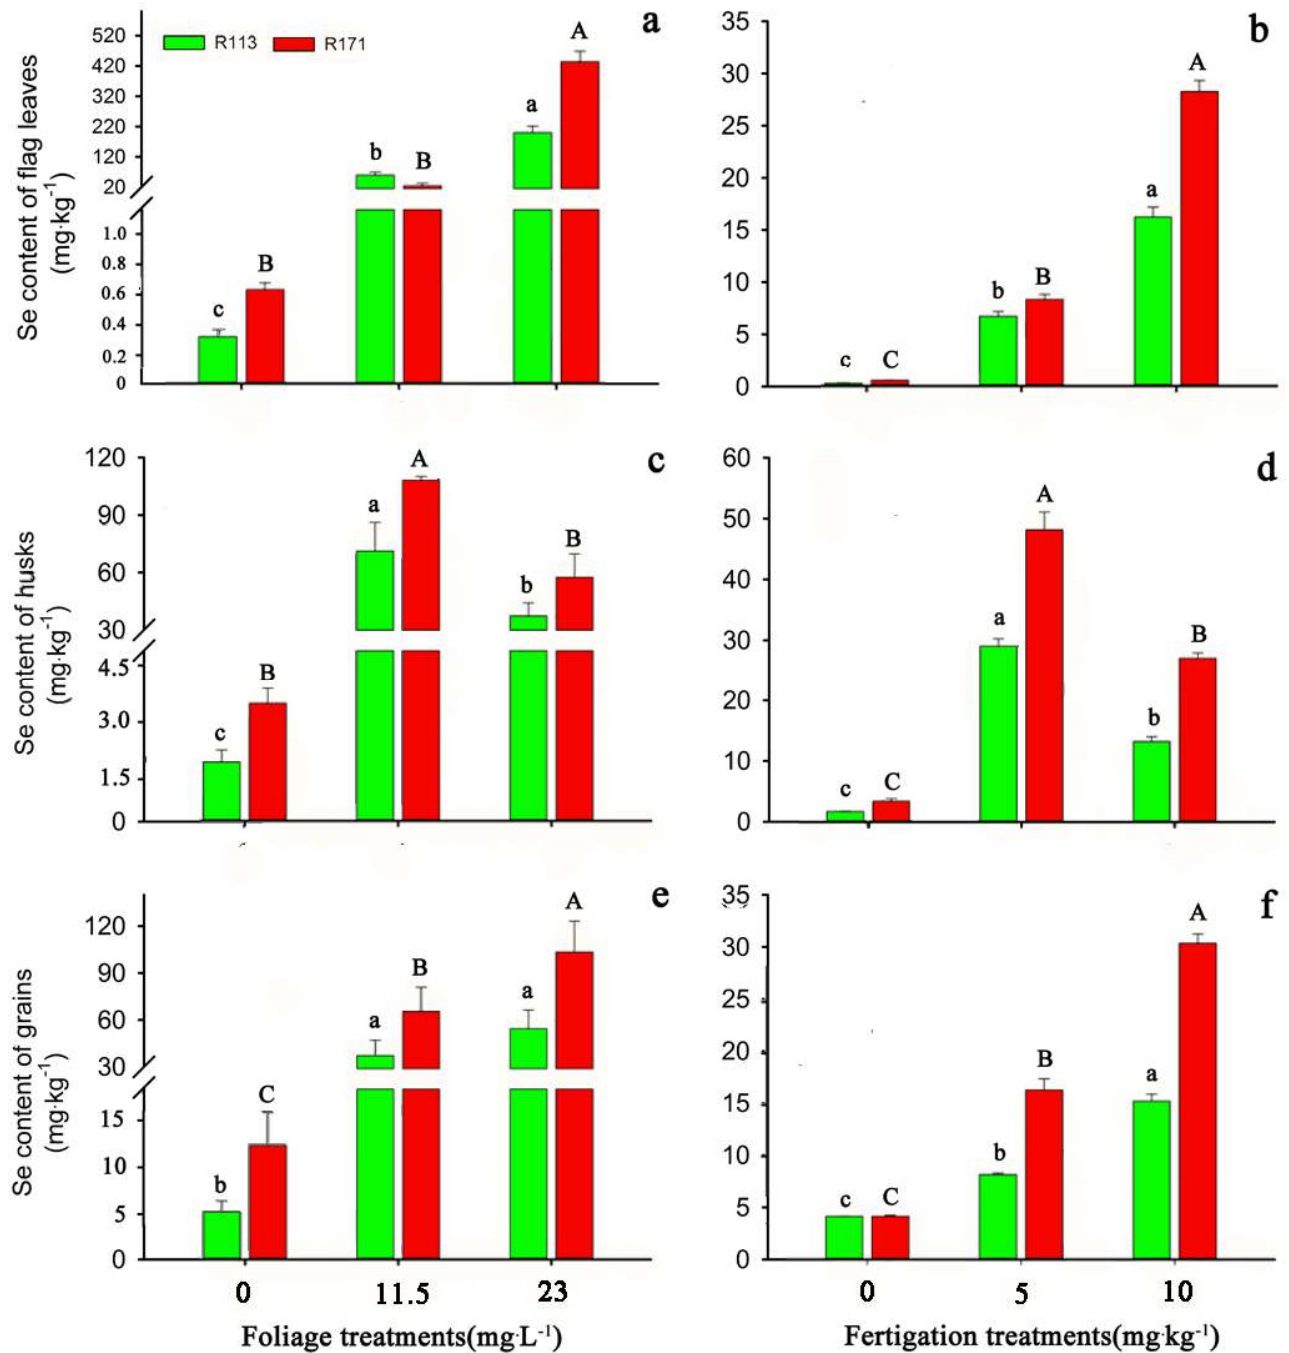 a
R113 R171
Se content of flag leaves
(mg·kg⁻¹)
520
420
320
220
120
20
1.0
0.8
0.6
0.4
0.2
0
c B b B a A
b
35
30
25
20
15
10
5
0
c C b B a A
c
Se content of husks
(mg·kg⁻¹)
120
90
60
30
4.5
3.0
1.5
0
c B a A b B
d
60
50
40
30
20
10
0
c C a A b B
e
Se content of grains
(mg·kg⁻¹)
120
90
60
30
15
10
5
0
b C a B a A
0 11.5 23
Foliage treatments(mg·L⁻¹)
f
35
30
25
20
15
10
5
0
c C b B a A
0 5 10
Fertigation treatments(mg·kg⁻¹)